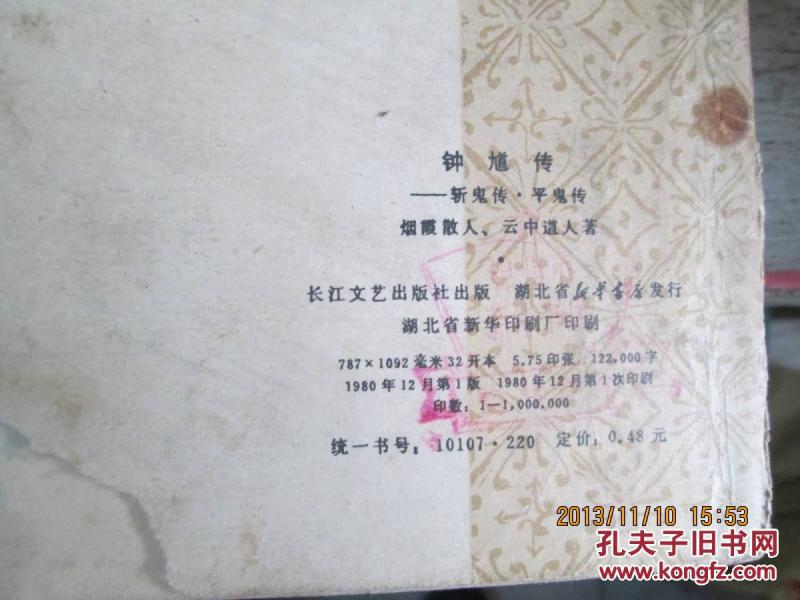 钟馗传
——斩鬼传·平鬼传
烟霞散人、云中道人著
长江文艺出版社出版 湖北省新华书店发行
湖北省新华印刷厂印刷
787×1092毫米32开本 5.75印张 122,000字
1980年12月第1版 1980年12月第1次印刷
印数:1—1,000,000
统一书号:10107·220 定价:0.48元
2013/11/10 15:53
孔夫子旧书网
www.kongfz.com